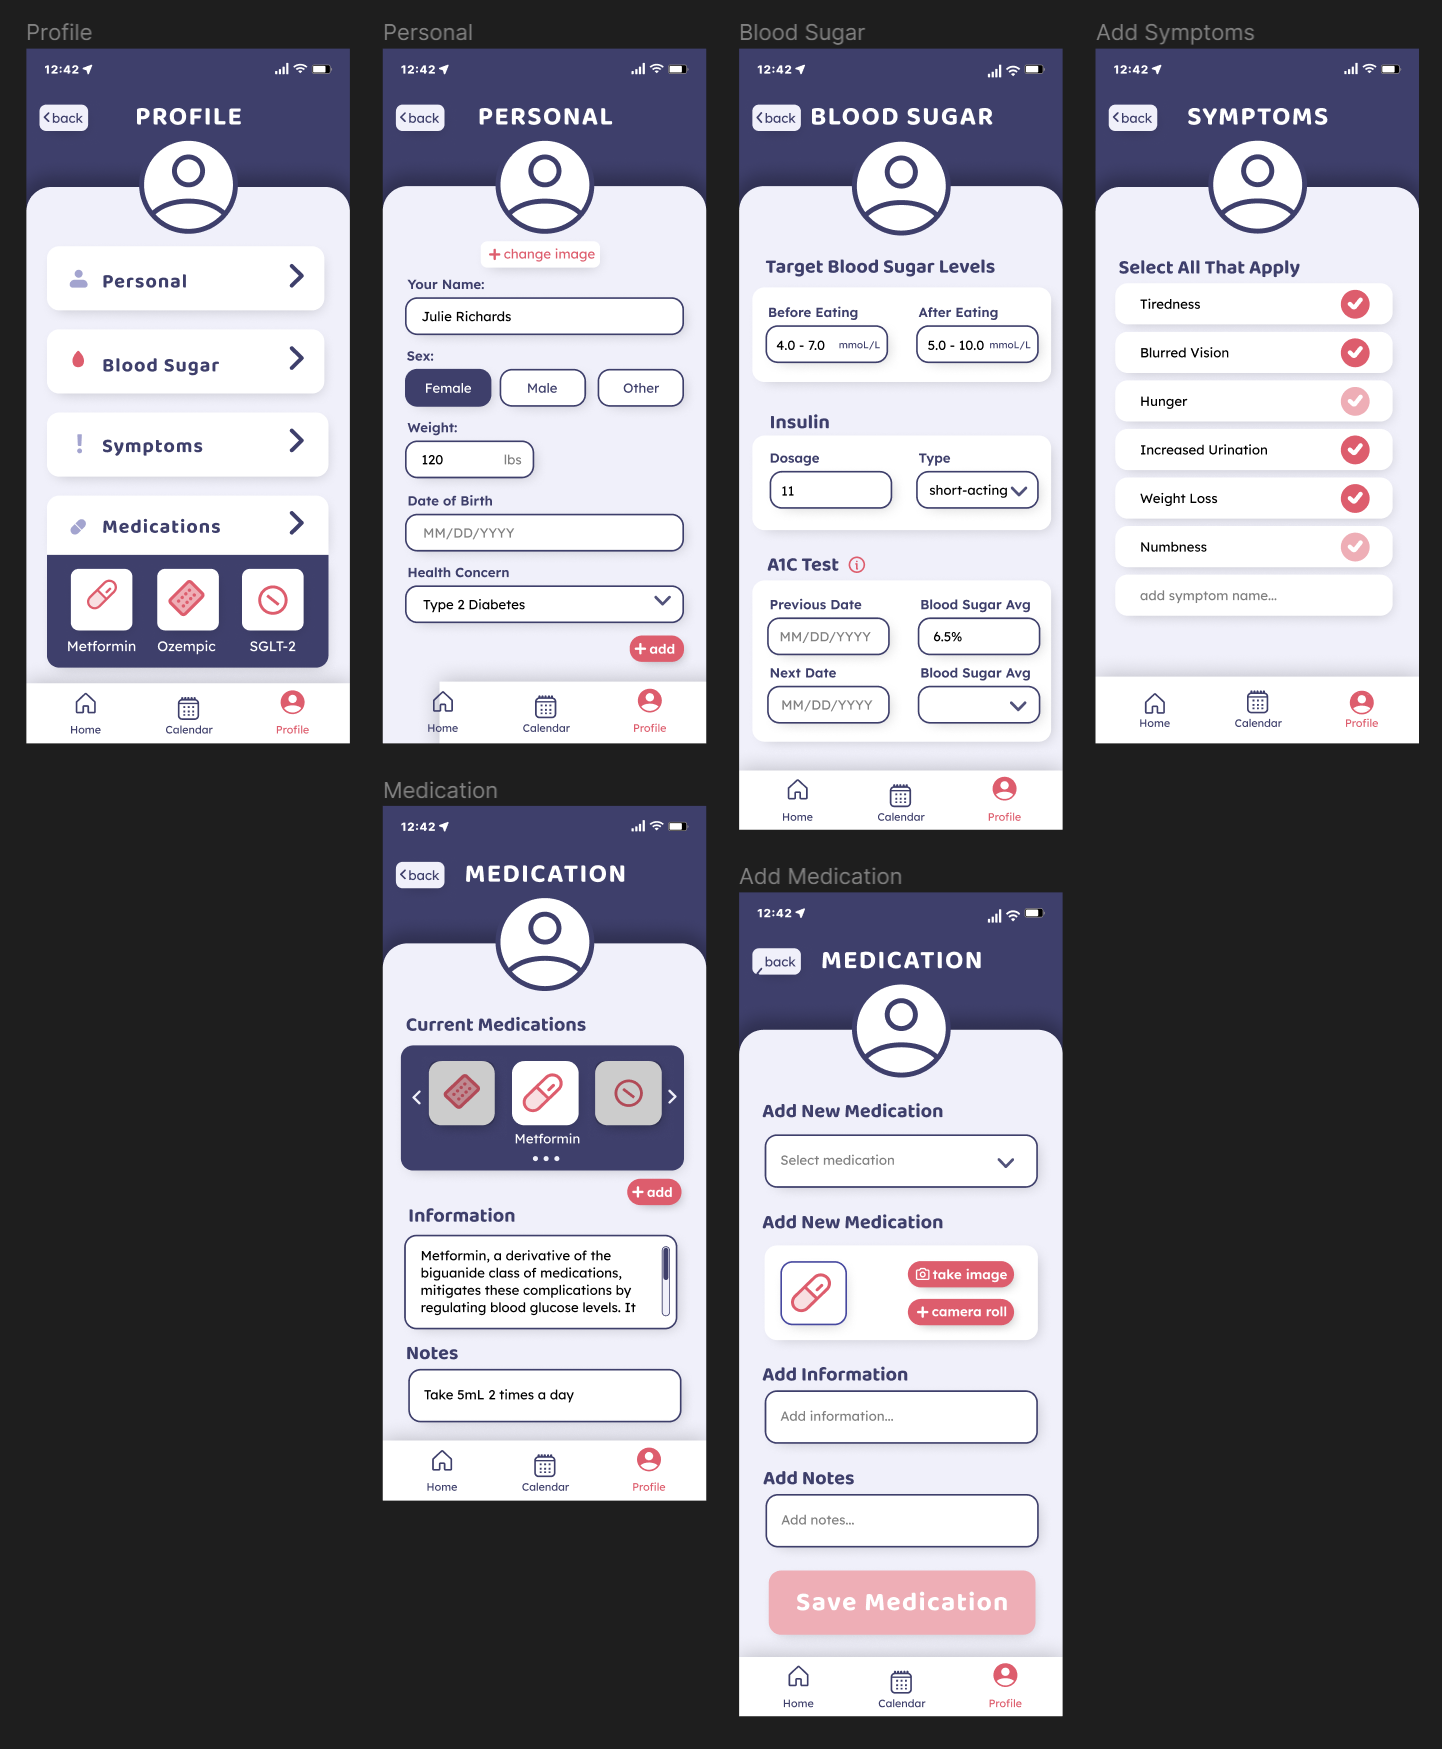 Profile
12:42
back
PROFILE
Personal
Blood Sugar
Symptoms
Medications
Metformin
Ozempic
SGLT-2
Home
Calendar
Profile
Personal
12:42
back
PERSONAL
change image
Your Name:
Julie Richards
Sex:
Female
Male
Other
Weight:
120
lbs
Date of Birth
MM/DD/YYYY
Health Concern
Type 2 Diabetes
add
Home
Calendar
Profile
Blood Sugar
12:42
back
BLOOD SUGAR
Target Blood Sugar Levels
Before Eating
After Eating
4.0 - 7.0 mmoL/L
5.0 - 10.0 mmoL/L
Insulin
Dosage
Type
11
short-acting
A1C Test
Previous Date
Blood Sugar Avg
MM/DD/YYYY
6.5%
Next Date
Blood Sugar Avg
MM/DD/YYYY
Home
Calendar
Profile
Add Symptoms
12:42
back
SYMPTOMS
Select All That Apply
Tiredness
Blurred Vision
Hunger
Increased Urination
Weight Loss
Numbness
add symptom name...
Home
Calendar
Profile
Medication
12:42
back
MEDICATION
Current Medications
Metformin
add
Information
Metformin, a derivative of the
biguanide class of medications,
mitigates these complications by
regulating blood glucose levels. It
Notes
Take 5mL 2 times a day
Home
Calendar
Profile
Add Medication
12:42
back
MEDICATION
Add New Medication
Select medication
Add New Medication
take image
camera roll
Add Information
Add information...
Add Notes
Add notes...
Save Medication
Home
Calendar
Profile